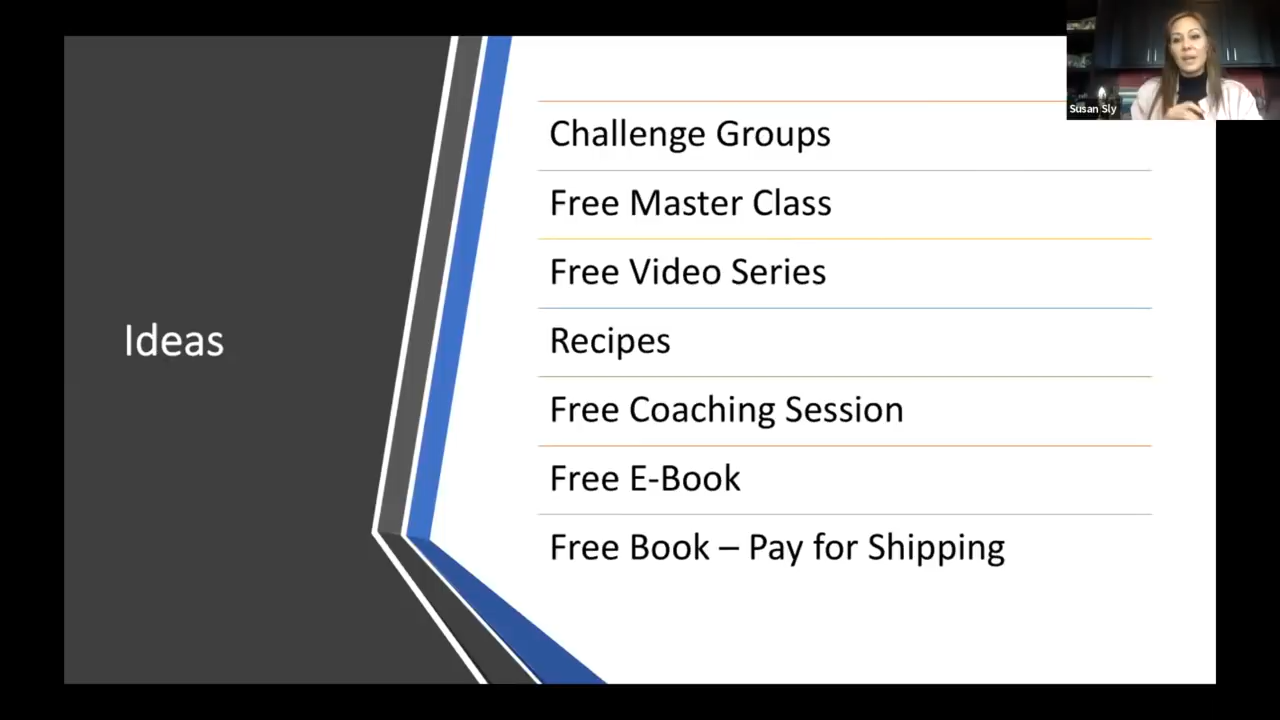 Susan Sly
Ideas
Challenge Groups
Free Master Class
Free Video Series
Recipes
Free Coaching Session
Free E-Book
Free Book – Pay for Shipping